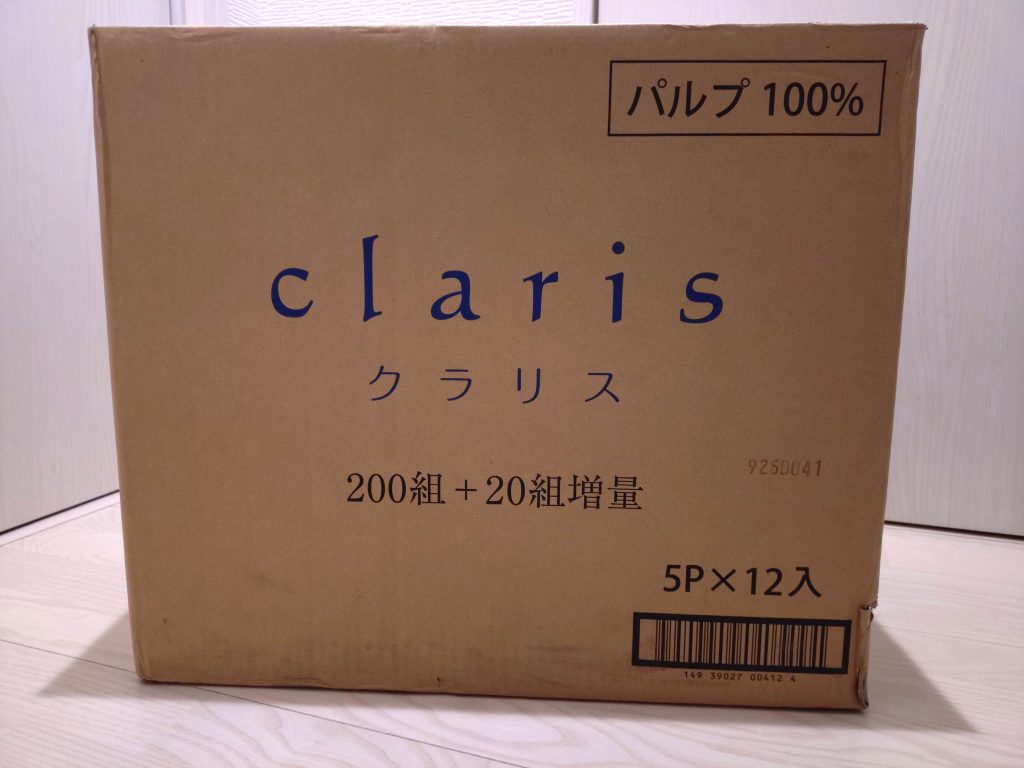 パルプ 100%
claris
クラリス
925D041
200組+20組増量
5P×12入
149 39027 00412 4